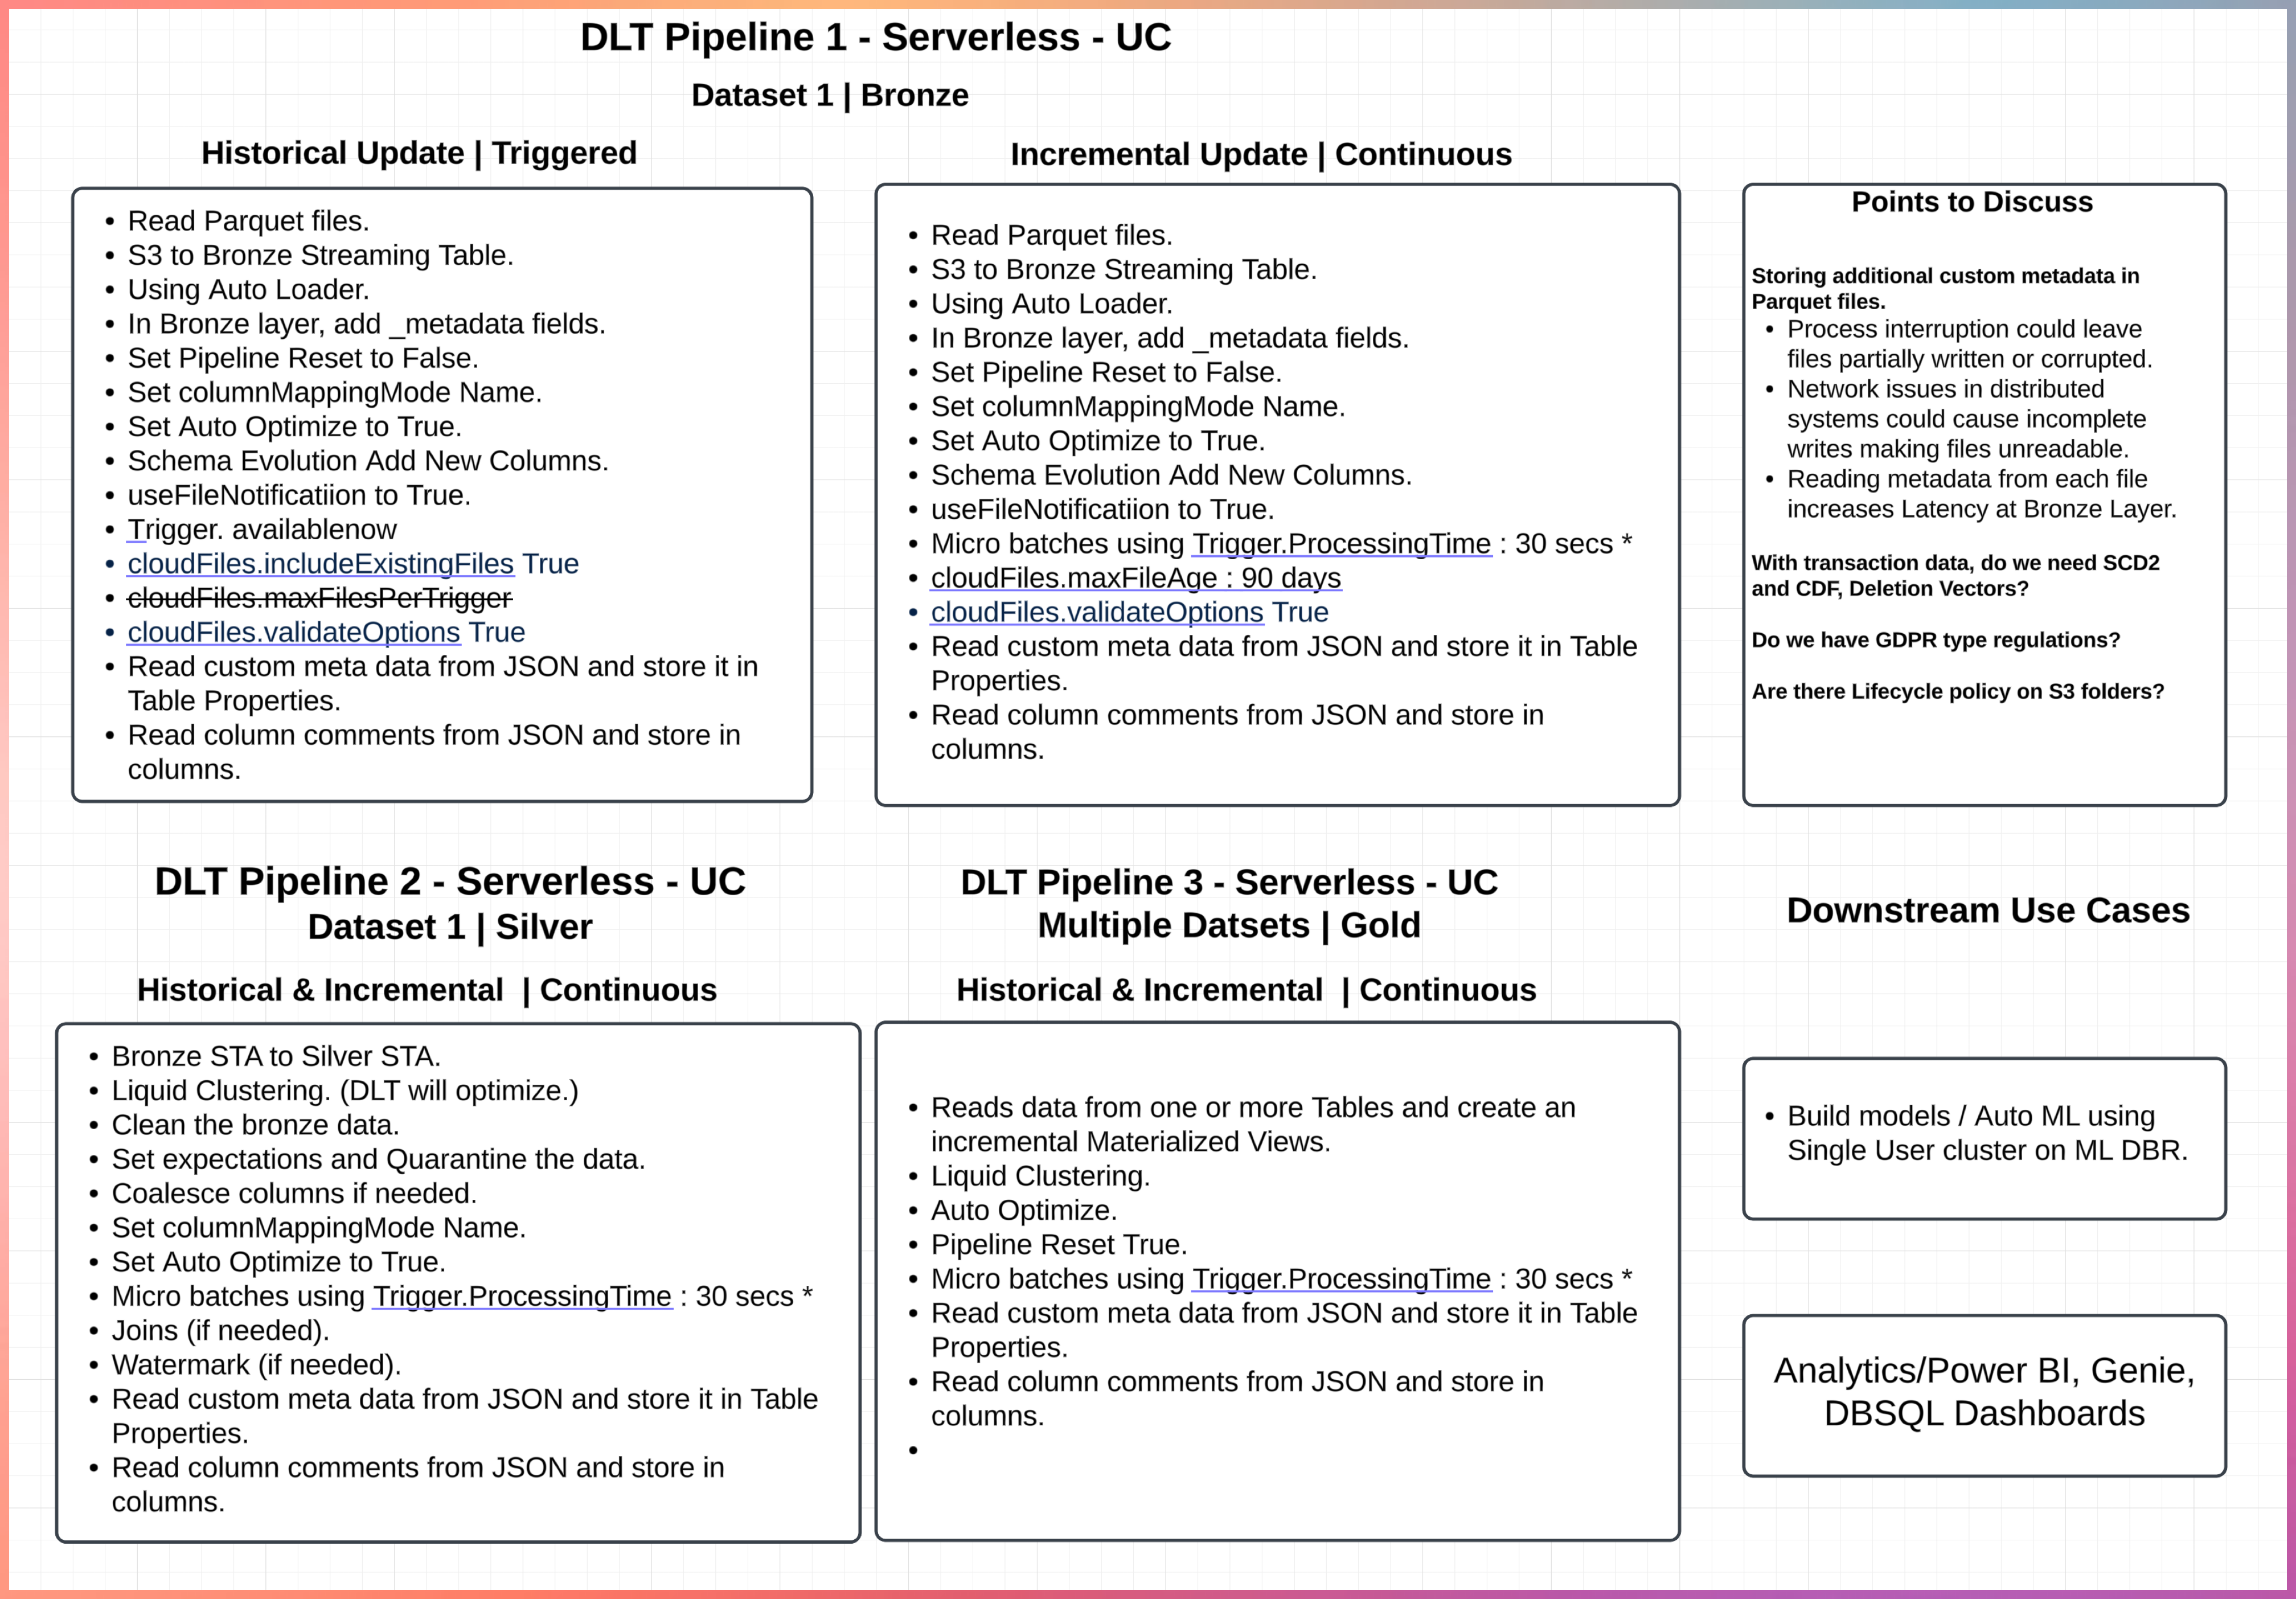 DLT Pipeline 1 - Serverless - UC
Dataset 1 | Bronze
Historical Update | Triggered
• Read Parquet files.
• S3 to Bronze Streaming Table.
• Using Auto Loader.
• In Bronze layer, add _metadata fields.
• Set Pipeline Reset to False.
• Set columnMappingMode Name.
• Set Auto Optimize to True.
• Schema Evolution Add New Columns.
• useFileNotificatiion to True.
• Trigger. availablenow
• cloudFiles.includeExistingFiles True
• cloudFiles.maxFilesPerTrigger
• cloudFiles.validateOptions True
• Read custom meta data from JSON and store it in
Table Properties.
• Read column comments from JSON and store in
columns.
Incremental Update | Continuous
• Read Parquet files.
• S3 to Bronze Streaming Table.
• Using Auto Loader.
• In Bronze layer, add _metadata fields.
• Set Pipeline Reset to False.
• Set columnMappingMode Name.
• Set Auto Optimize to True.
• Schema Evolution Add New Columns.
• useFileNotificatiion to True.
• Micro batches using Trigger.ProcessingTime : 30 secs *
• cloudFiles.maxFileAge : 90 days
• cloudFiles.validateOptions True
• Read custom meta data from JSON and store it in Table
Properties.
• Read column comments from JSON and store in
columns.
Points to Discuss
Storing additional custom metadata in
Parquet files.
• Process interruption could leave
files partially written or corrupted.
• Network issues in distributed
systems could cause incomplete
writes making files unreadable.
• Reading metadata from each file
increases Latency at Bronze Layer.
With transaction data, do we need SCD2
and CDF, Deletion Vectors?
Do we have GDPR type regulations?
Are there Lifecycle policy on S3 folders?
DLT Pipeline 2 - Serverless - UC
Dataset 1 | Silver
Historical & Incremental | Continuous
• Bronze STA to Silver STA.
• Liquid Clustering. (DLT will optimize.)
• Clean the bronze data.
• Set expectations and Quarantine the data.
• Coalesce columns if needed.
• Set columnMappingMode Name.
• Set Auto Optimize to True.
• Micro batches using Trigger.ProcessingTime : 30 secs *
• Joins (if needed).
• Watermark (if needed).
• Read custom meta data from JSON and store it in Table
Properties.
• Read column comments from JSON and store in
columns.
DLT Pipeline 3 - Serverless - UC
Multiple Datsets | Gold
Historical & Incremental | Continuous
• Reads data from one or more Tables and create an
incremental Materialized Views.
• Liquid Clustering.
• Auto Optimize.
• Pipeline Reset True.
• Micro batches using Trigger.ProcessingTime : 30 secs *
• Read custom meta data from JSON and store it in Table
Properties.
• Read column comments from JSON and store in
columns.
•
Downstream Use Cases
• Build models / Auto ML using
Single User cluster on ML DBR.
Analytics/Power BI, Genie,
DBSQL Dashboards